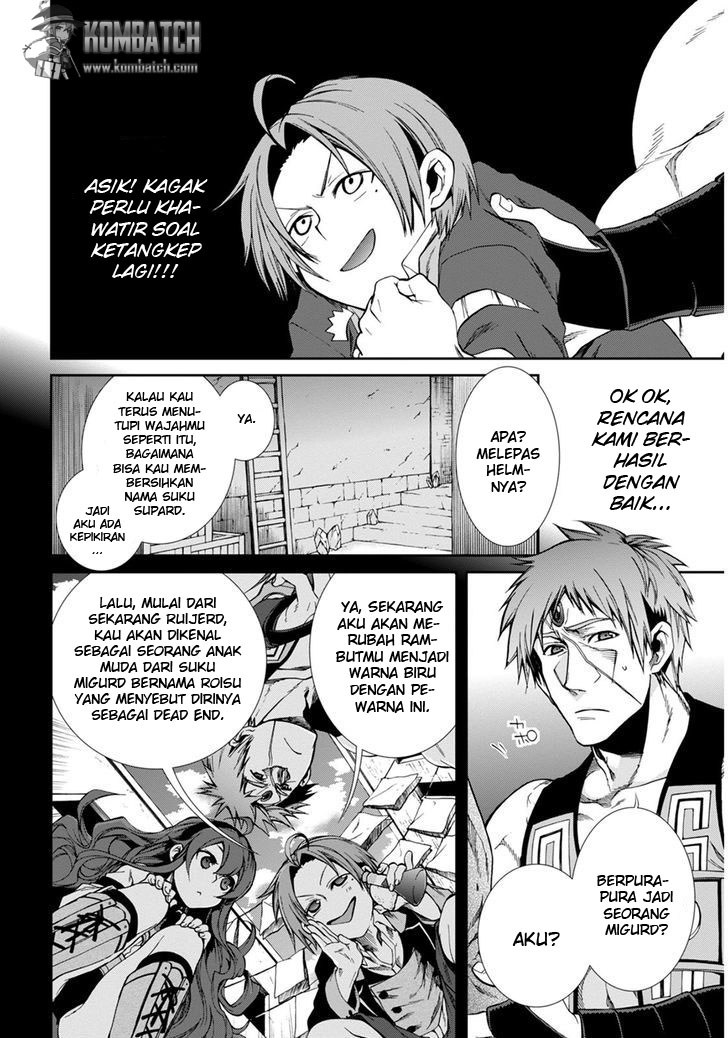 KOMBATCH
www.kombatch.com
ASIK! KAGAK
PERLU KHA-
WATIR SOAL
KETANGKEP
LAGI!!!
OK OK,
RENCANA
KAMI BER-
HASIL
DENGAN
BAIK...
APA?
MELEPAS
HELM-
NYA?
YA.
KALAU KAU
TERUS MENU-
TUPI WAJAHMU
SEPERTI ITU,
BAGAIMANA
BISA KAU MEM-
BERSIHKAN
NAMA SUKU
SUPARD.
JADI
AKU ADA
KEPIKIRAN
...
BERPURA-
PURA JADI
SEORANG
MIGURD?
AKU?
YA, SEKARANG
AKU AKAN ME-
RUBAH RAM-
BUTMU MENJADI
WARNA BIRU
DENGAN PE-
WARNA INI.
LALU, MULAI DARI
SEKARANG RUIJERD,
KAU AKAN DIKENAL
SEBAGAI SEORANG ANAK
MUDA DARI SUKU
MIGURD BERNAMA ROISU
YANG MENYEBUT DIRINYA
SEBAGAI DEAD END.